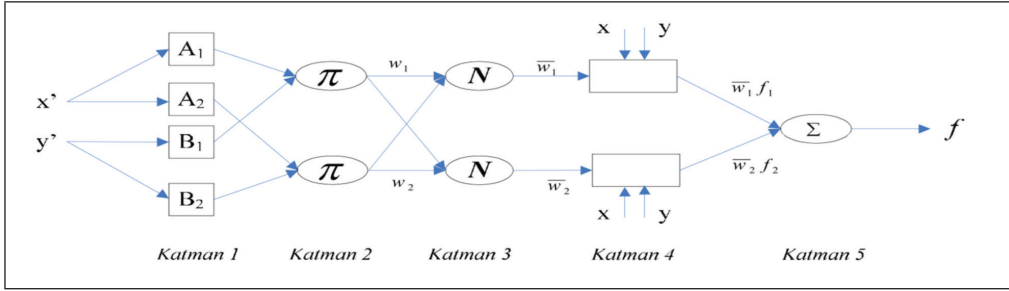 x y
A₁
w₁
w̅₁
π
N
w̅₁ f₁
x’
A₂
Σ
f
y’
B₁
w̅₂ f₂
π
N
B₂
w₂
w̅₂
x y
Katman 1 Katman 2 Katman 3 Katman 4 Katman 5